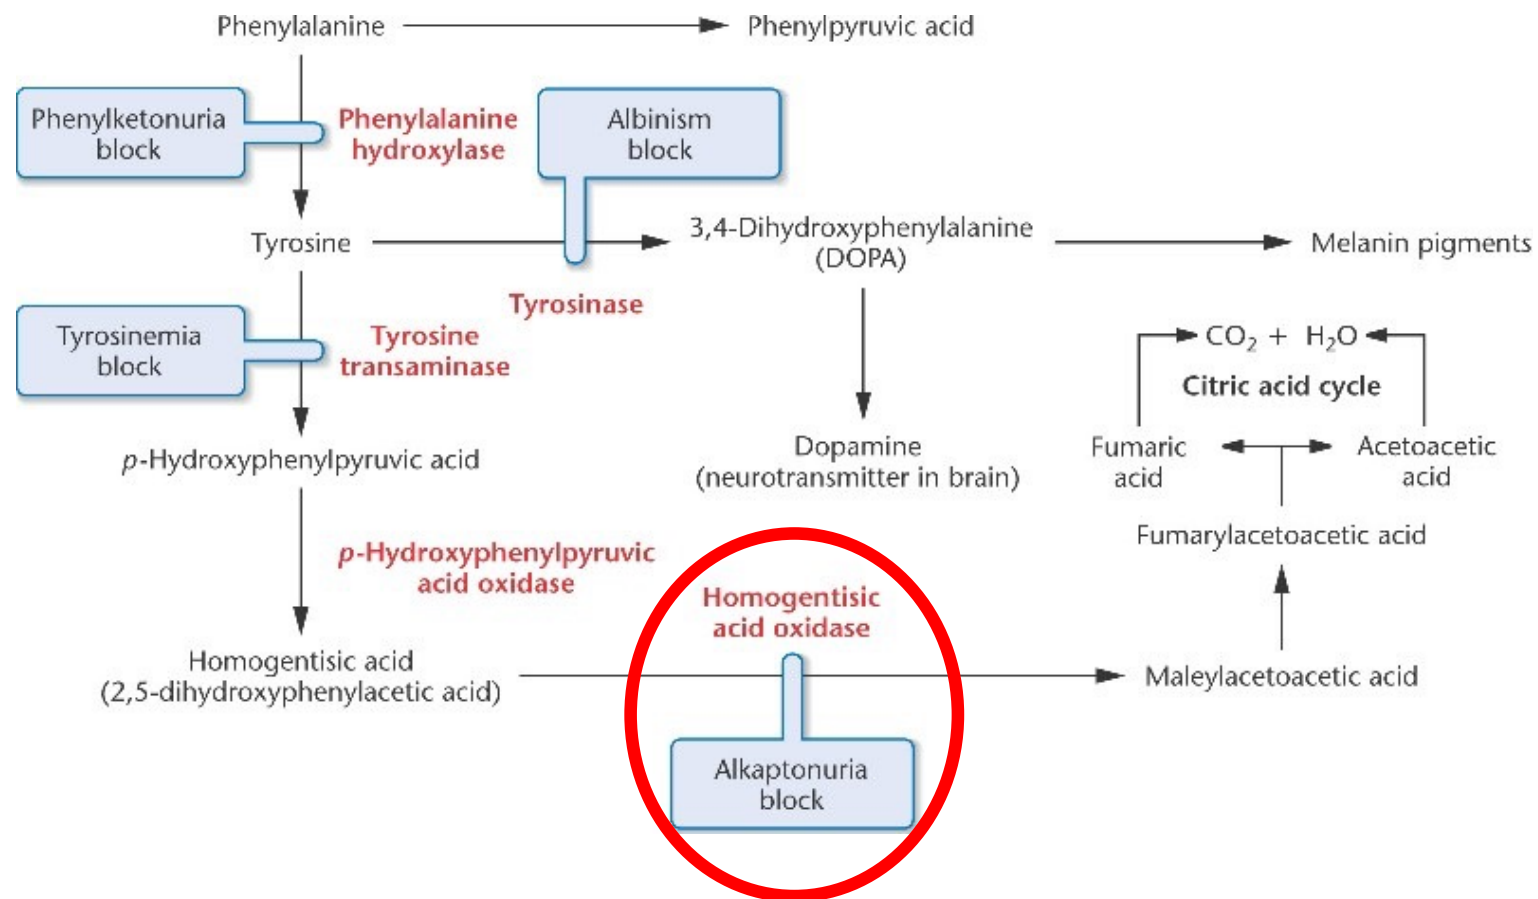 Phenylalanine
Phenylpyruvic acid
Phenylketonuria
block
Phenylalanine
hydroxylase
Albinism
block
Tyrosine
3,4-Dihydroxyphenylalanine
(DOPA)
Melanin pigments
Tyrosinase
Tyrosinemia
block
Tyrosine
transaminase
CO₂ + H₂O
Citric acid cycle
p-Hydroxyphenylpyruvic acid
Dopamine
(neurotransmitter in brain)
Fumaric
acid
Acetoacetic
acid
Fumarylacetoacetic acid
p-Hydroxyphenylpyruvic
acid oxidase
Homogentisic
acid oxidase
Homogentisic acid
(2,5-dihydroxyphenylacetic acid)
Maleylacetoacetic acid
Alkaptonuria
block